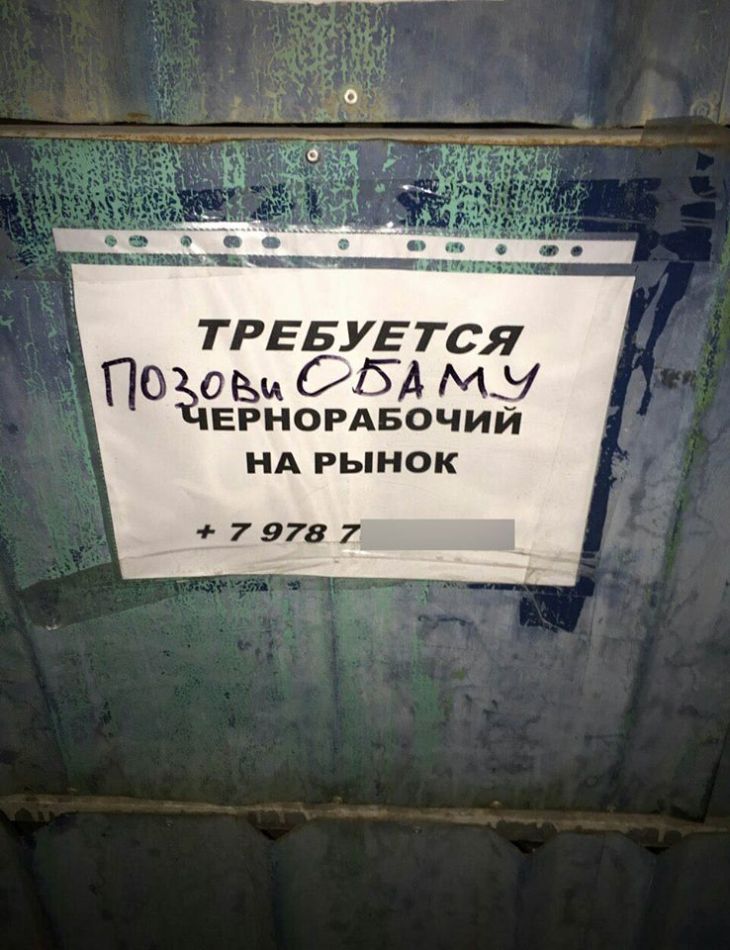 ТРЕБУЕТСЯ
ПОЗОВи ОБАМУ
ЧЕРНОРАБОЧИЙ
НА РЫНОК
+ 7 978 7